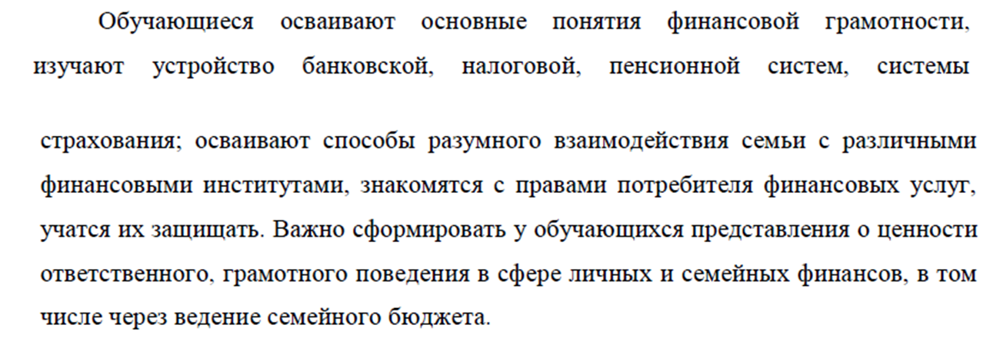 Обучающиеся осваивают основные понятия финансовой грамотности,
изучают устройство банковской, налоговой, пенсионной систем, системы
страхования; осваивают способы разумного взаимодействия семьи с различными
финансовыми институтами, знакомятся с правами потребителя финансовых услуг,
учатся их защищать. Важно сформировать у обучающихся представления о ценности
ответственного, грамотного поведения в сфере личных и семейных финансов, в том
числе через ведение семейного бюджета.